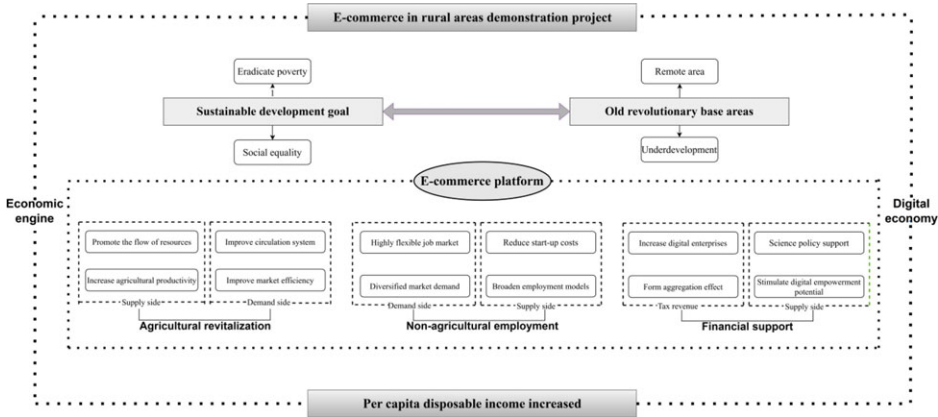 E-commerce in rural areas demonstration project
Eradicate poverty
Remote area
Sustainable development goal
Old revolutionary base areas
Social equality
Underdevelopment
E-commerce platform
Economic
engine
Digital
economy
Promote the flow of resources
Improve circulation system
Highly flexible job market
Reduce start-up costs
Increase digital enterprises
Science policy support
Increase agricultural productivity
Improve market efficiency
Diversified market demand
Broaden employment models
Form aggregation effect
Stimulate digital empowerment
potential
Supply side
Demand side
Demand side
Supply side
Tax revenue
Supply side
Agricultural revitalization
Non-agricultural employment
Financial support
Per capita disposable income increased